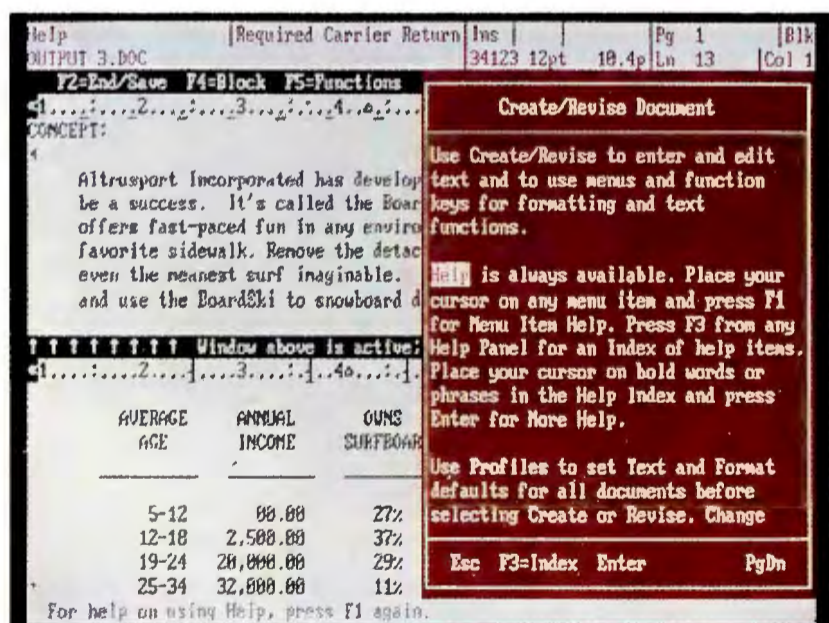 Help |Required Carrier Return| Ins | | |Pg 1 |Blk
OUTPUT 3.DOC |34123 12pt 10.4p|Ln 13 |Col 1
F2=End/Save F4=Block F5=Functions
CONCEPT:
Altrusport Incorporated has develop
be a success. It's called the Boar
offers fast-paced fun in any enviro
favorite sidewalk. Remove the detac
even the meanest surf imaginable.
and use the BoardSki to snowboard d
↑ ↑ ↑ ↑ ↑ ↑ ↑ ↑ Window above is active;
AVERAGE ANNUAL OWNS
AGE INCOME SURFBOAR
5-12 00.00 27%
12-18 2,500.00 37%
19-24 20,000.00 29%
25-34 32,000.00 11%
For help on using Help, press F1 again.
Create/Revise Document
Use Create/Revise to enter and edit
text and to use menus and function
keys for formatting and text
functions.
Help is always available. Place your
cursor on any menu item and press F1
for Menu Item Help. Press F3 from any
Help Panel for an Index of help items.
Place your cursor on bold words or
phrases in the Help Index and press
Enter for More Help.
Use Profiles to set Text and Format
defaults for all documents before
selecting Create or Revise. Change
Esc F3=Index Enter PgDn